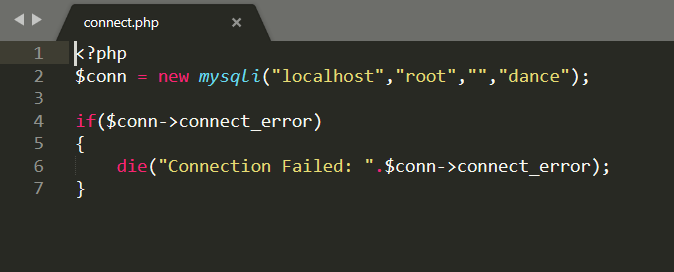 connect.php
1 <?php
2 $conn = new mysqli("localhost","root","","dance");
3
4 if($conn->connect_error)
5 {
6     die("Connection Failed: ".$conn->connect_error);
7 }